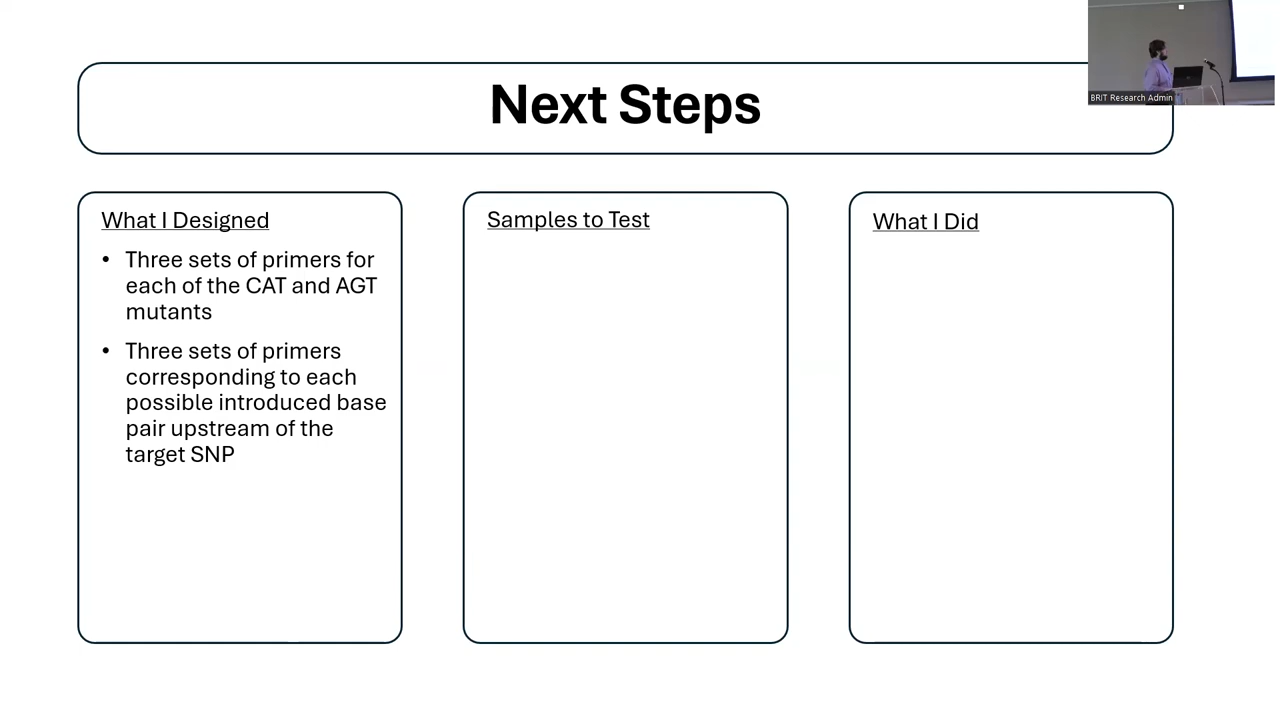 Next Steps
BRIT Research Admin
What I Designed
• Three sets of primers for
each of the CAT and AGT
mutants
• Three sets of primers
corresponding to each
possible introduced base
pair upstream of the
target SNP
Samples to Test
What I Did